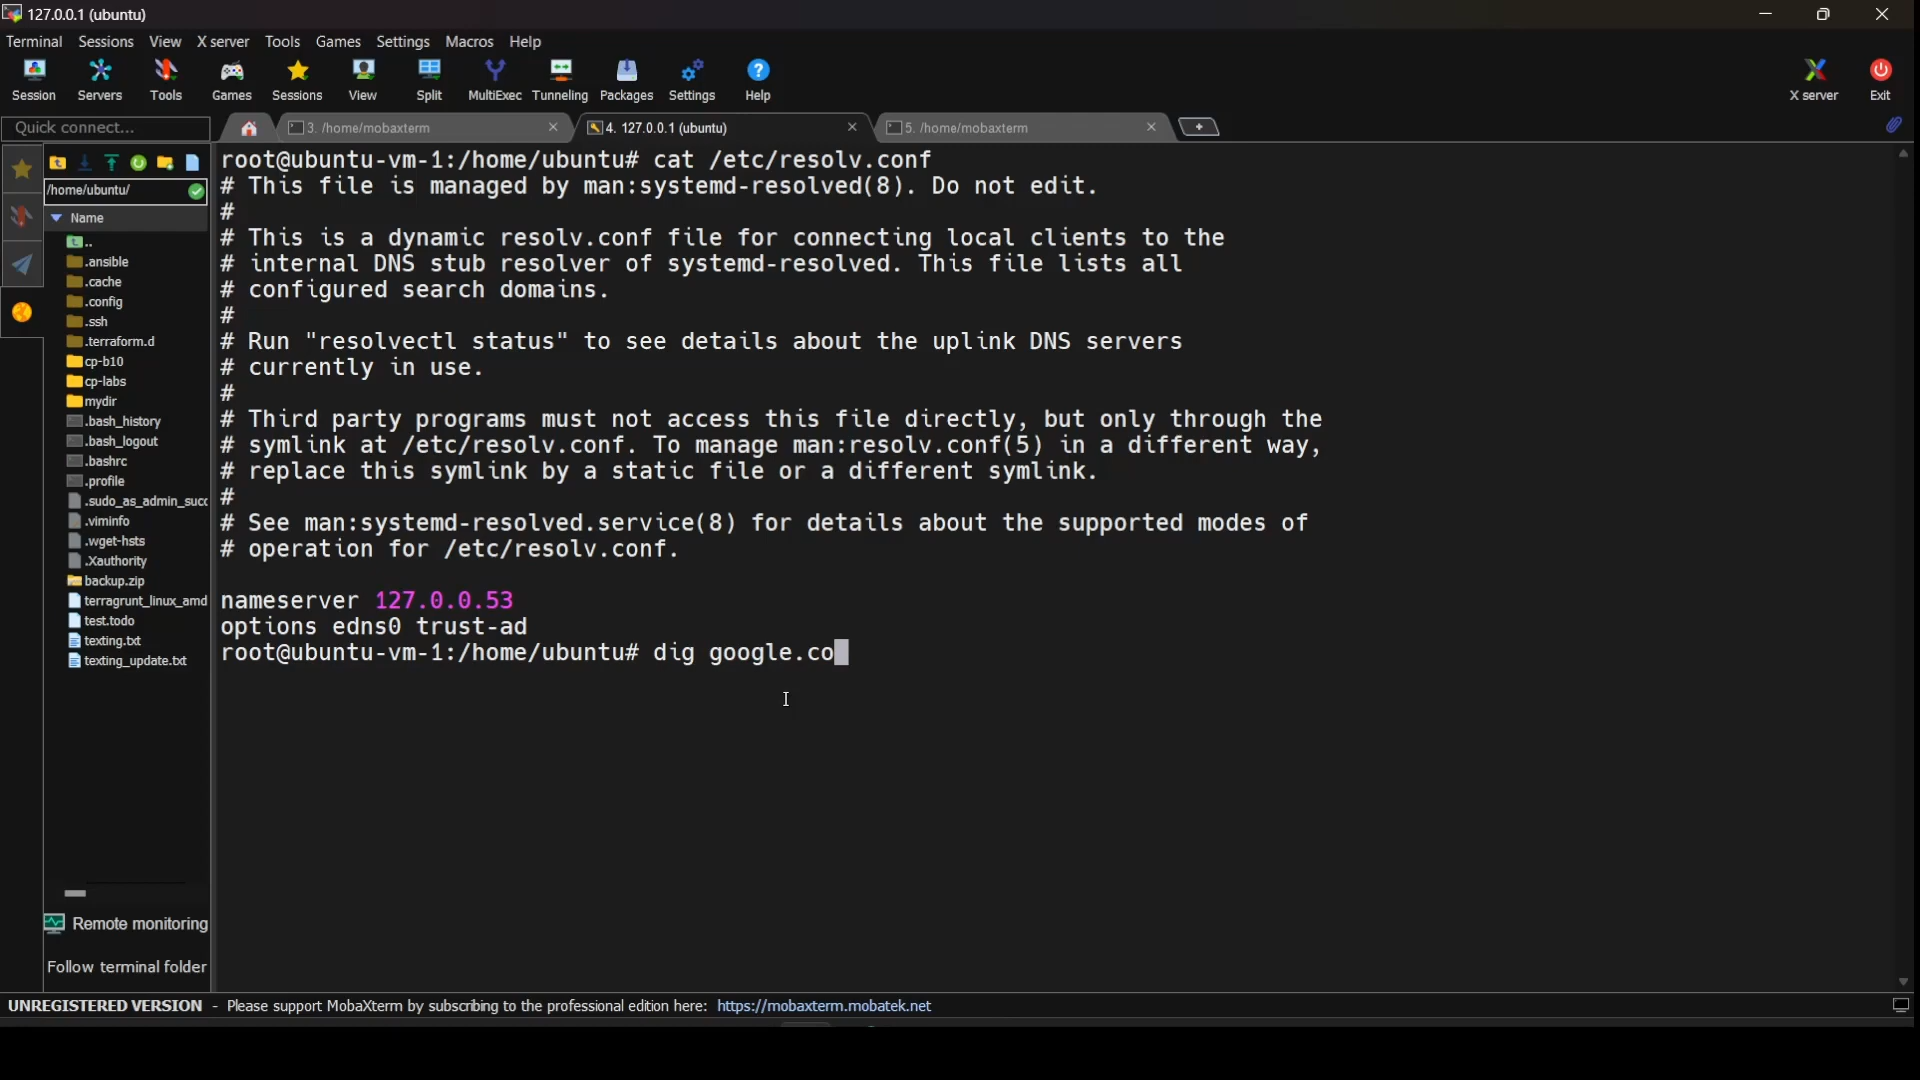 127.0.0.1 (ubuntu)
Terminal Sessions View X server Tools Games Settings Macros Help
Session Servers Tools Games Sessions View Split MultiExec Tunneling Packages Settings Help X server Exit
Quick connect...
3. /home/mobaxterm
4. 127.0.0.1 (ubuntu)
5. /home/mobaxterm
/home/ubuntu/
Name
..
.ansible
.cache
.config
.ssh
.terraform.d
cp-b10
cp-labs
mydir
.bash_history
.bash_logout
.bashrc
.profile
.sudo_as_admin_succ
.viminfo
.wget-hsts
.Xauthority
backup.zip
terragrunt_linux_amd
test.todo
texting.txt
texting_update.txt
Remote monitoring
Follow terminal folder
root@ubuntu-vm-1:/home/ubuntu# cat /etc/resolv.conf
# This file is managed by man:systemd-resolved(8). Do not edit.
#
# This is a dynamic resolv.conf file for connecting local clients to the
# internal DNS stub resolver of systemd-resolved. This file lists all
# configured search domains.
#
# Run "resolvectl status" to see details about the uplink DNS servers
# currently in use.
#
# Third party programs must not access this file directly, but only through the
# symlink at /etc/resolv.conf. To manage man:resolv.conf(5) in a different way,
# replace this symlink by a static file or a different symlink.
#
# See man:systemd-resolved.service(8) for details about the supported modes of
# operation for /etc/resolv.conf.
nameserver 127.0.0.53
options edns0 trust-ad
root@ubuntu-vm-1:/home/ubuntu# dig google.co
UNREGISTERED VERSION - Please support MobaXterm by subscribing to the professional edition here: https://mobaxterm.mobatek.net